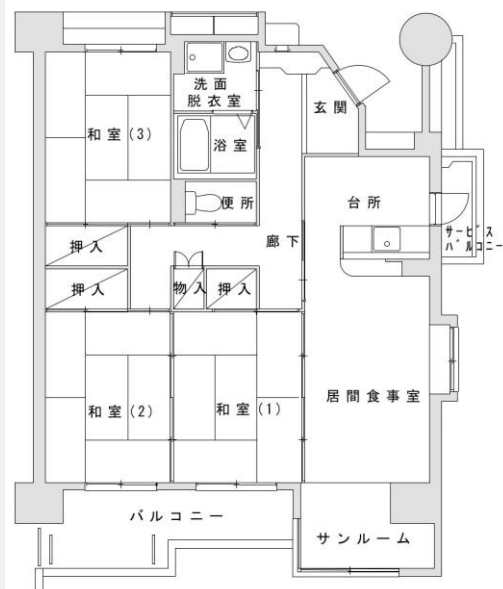 洗面
脱衣室
玄関
和室(3)
浴室
便所
台所
サービス
バルコニー
廊下
押入
押入
物入
押入
居間食事室
和室(2)
和室(1)
バルコニー
サンルーム